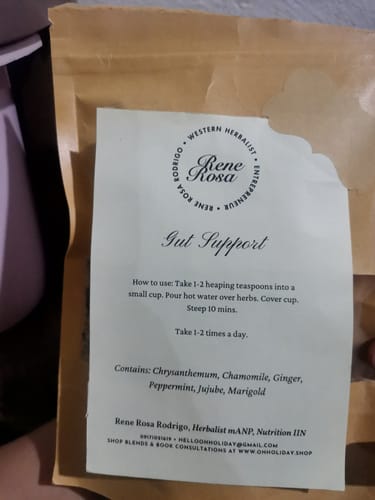 WESTERN HERBALIST • ENTREPRENEUR • RENE ROSA RODRIGO •
Rene
Rosa
Gut Support
How to use: Take 1-2 heaping teaspoons into a
small cup. Pour hot water over herbs. Cover cup.
Steep 10 mins.
Take 1-2 times a day.
Contains: Chrysanthemum, Chamomile, Ginger,
Peppermint, Jujube, Marigold
Rene Rosa Rodrigo, Herbalist mANP, Nutrition IIN
• HELLOONHOLIDAY@GMAIL.COM
SHOP BLENDS & BOOK CONSULTATIONS AT WWW.ONHOLIDAY.SHOP